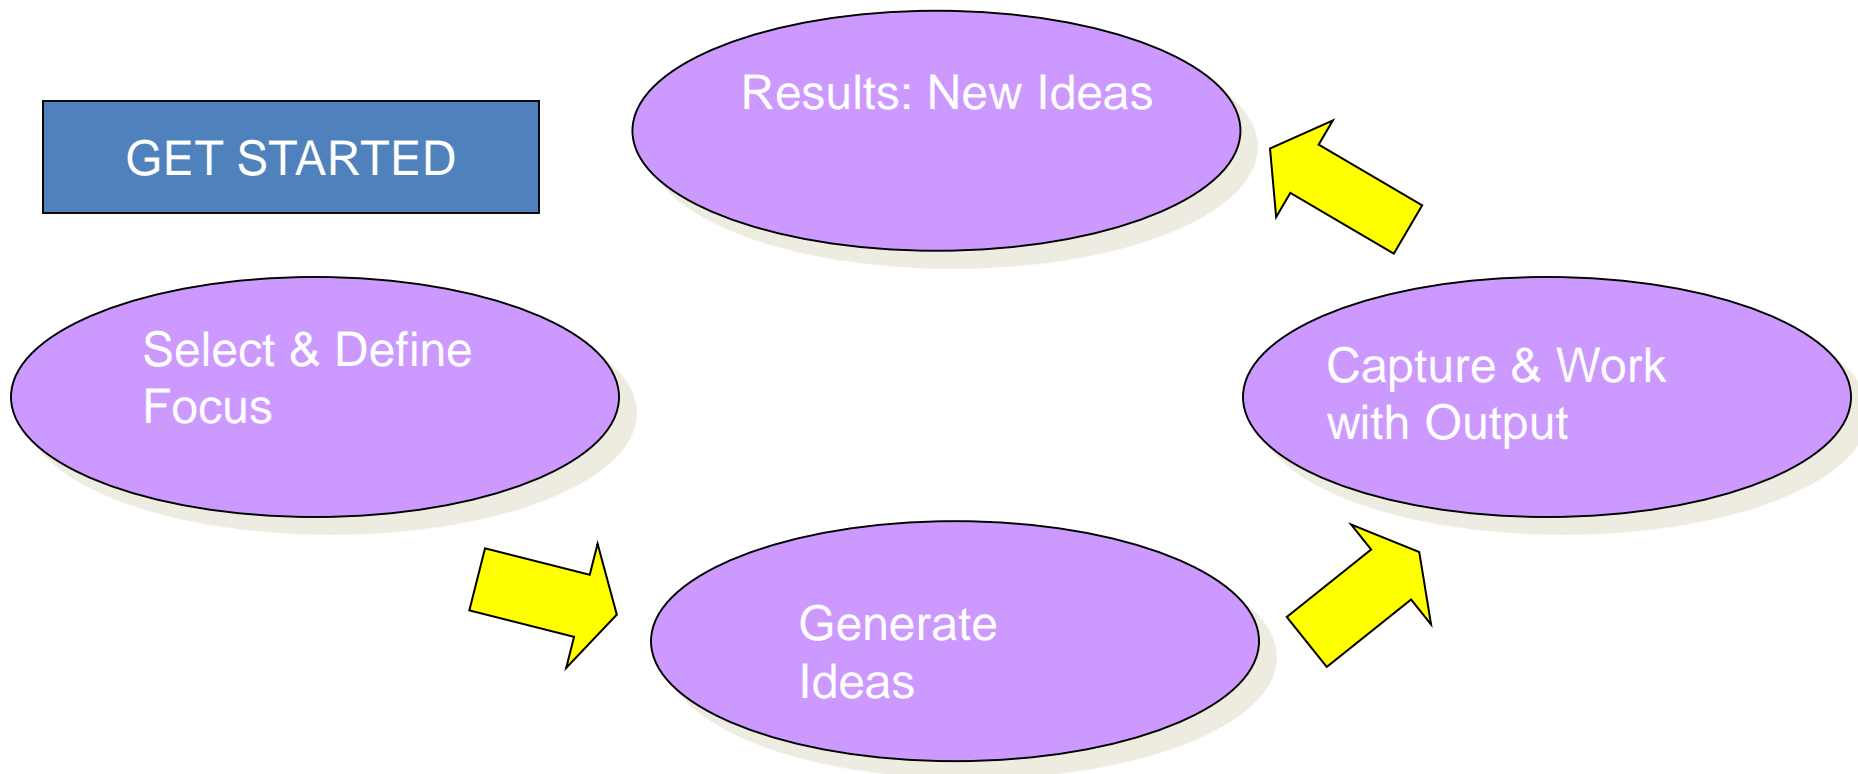 GET STARTED
Results: New Ideas
Select & Define
Focus
Capture & Work
with Output
Generate
Ideas